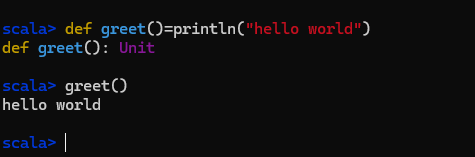 scala> def greet()=println("hello world")
def greet(): Unit
scala> greet()
hello world
scala>